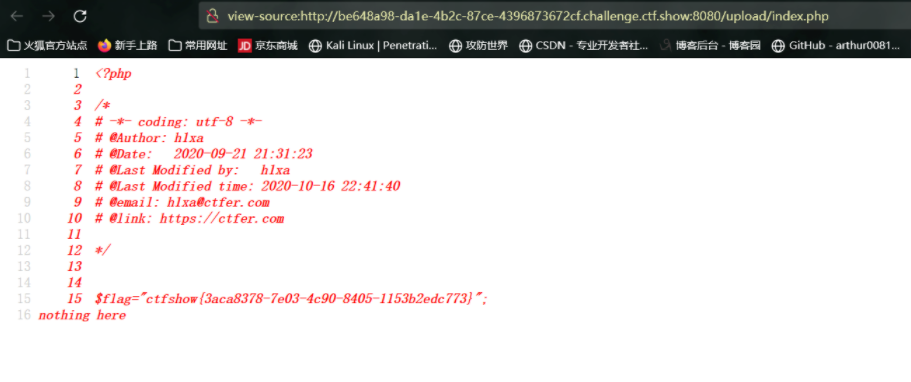 view-source:http://be648a98-da1e-4b2c-87ce-4396873672cf.challenge.ctf.show:8080/upload/index.php
火狐官方站点 新手上路 常用网址 JD 京东商城 Kali Linux | Penetrati... 攻防世界 CSDN - 专业开发者社... 博客后台 - 博客园 GitHub - arthur0081...
1 1 <?php
2 2
3 3 /*
4 4 # -*- coding: utf-8 -*-
5 5 # @Author: hlxa
6 6 # @Date:   2020-09-21 21:31:23
7 7 # @Last Modified by:   hlxa
8 8 # @Last Modified time: 2020-10-16 22:41:40
9 9 # @email: hlxa@ctfer.com
10 10 # @link: https://ctfer.com
11 11
12 12 */
13 13
14 14
15 15 $flag="ctfshow{3aca8378-7e03-4c90-8405-1153b2edc773}";
16 nothing here